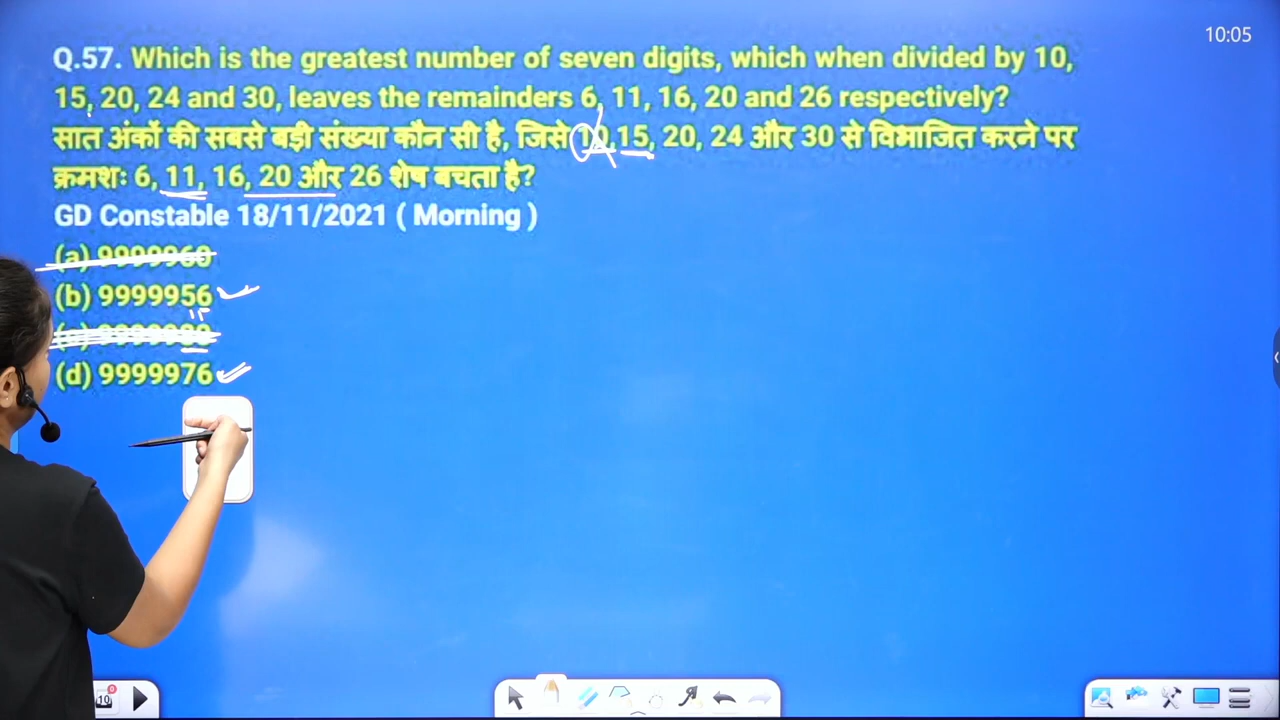 10:05
Q.57. Which is the greatest number of seven digits, which when divided by 10,
15, 20, 24 and 30, leaves the remainders 6, 11, 16, 20 and 26 respectively?
सात अंकों की सबसे बड़ी संख्या कौन सी है, जिसे 10, 15, 20, 24 और 30 से विभाजित करने पर
क्रमशः 6, 11, 16, 20 और 26 शेष बचता है?
GD Constable 18/11/2021 ( Morning )
(a) 9999960
(b) 9999956
(c) 9999980
(d) 9999976